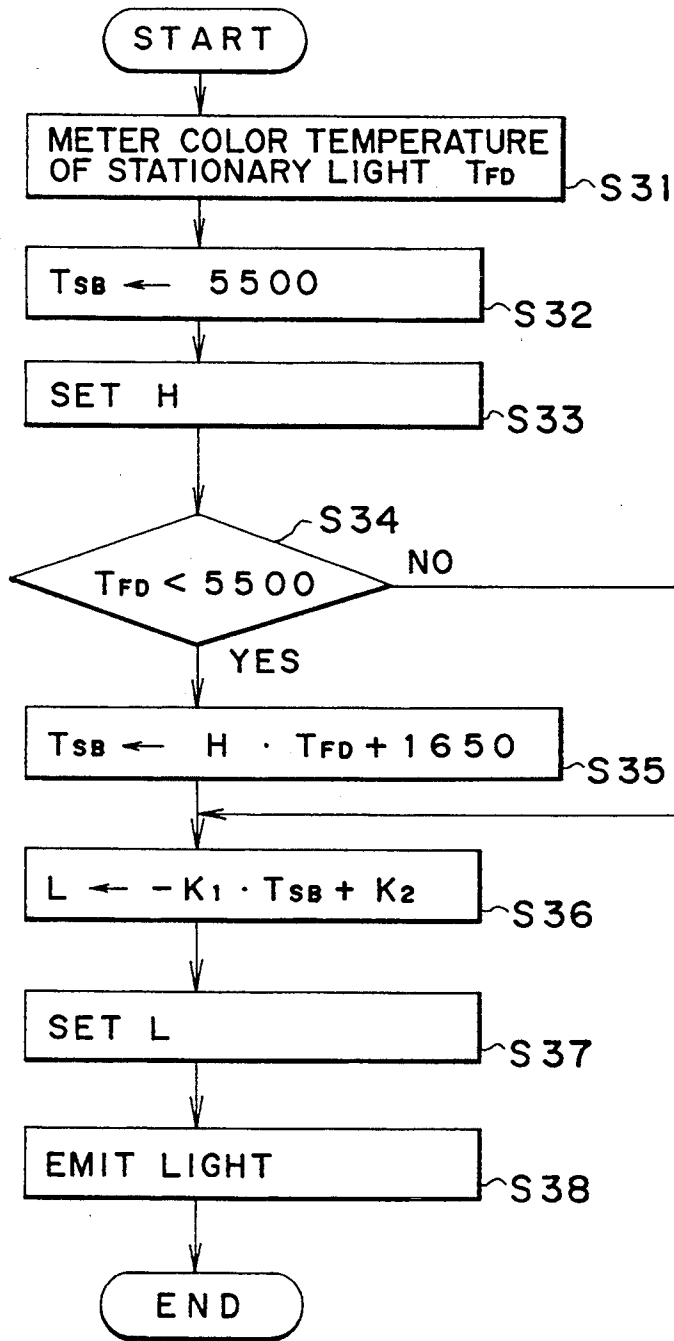 START
METER COLOR TEMPERATURE
OF STATIONARY LIGHT TFD
S31
TSB ← 5500
S32
SET H
S33
S34
TFD < 5500
NO
YES
TSB ← H · TFD + 1650
S35
L ← -K1 · TSB + K2
S36
SET L
S37
EMIT LIGHT
S38
END